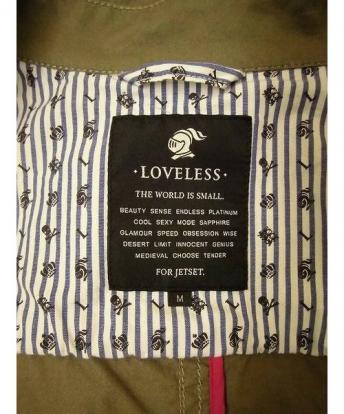 ·LOVELESS·
THE WORLD IS SMALL.
BEAUTY SENSE ENDLESS PLATINUM
COOL SEXY MODE SAPPHIRE
GLAMOUR SPEED OBSESSION WISE
DESERT LIMIT INNOCENT GENIUS
MEDIEVAL CHOOSE TENDER
FOR JETSET.
M